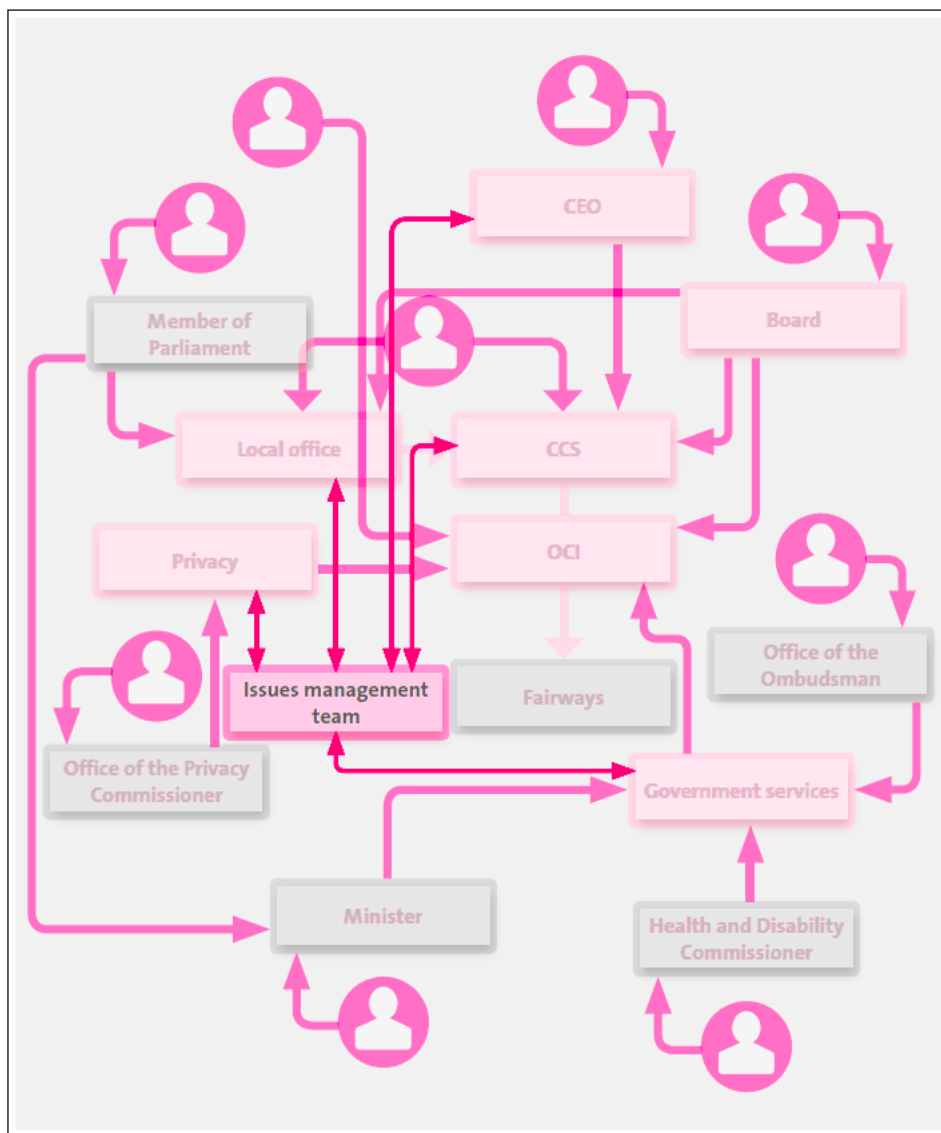 CEO
Member of
Parliament
Board
Local office
CCS
Privacy
OCI
Issues management
team
Fairways
Office of the
Ombudsman
Office of the Privacy
Commissioner
Government services
Minister
Health and Disability
Commissioner